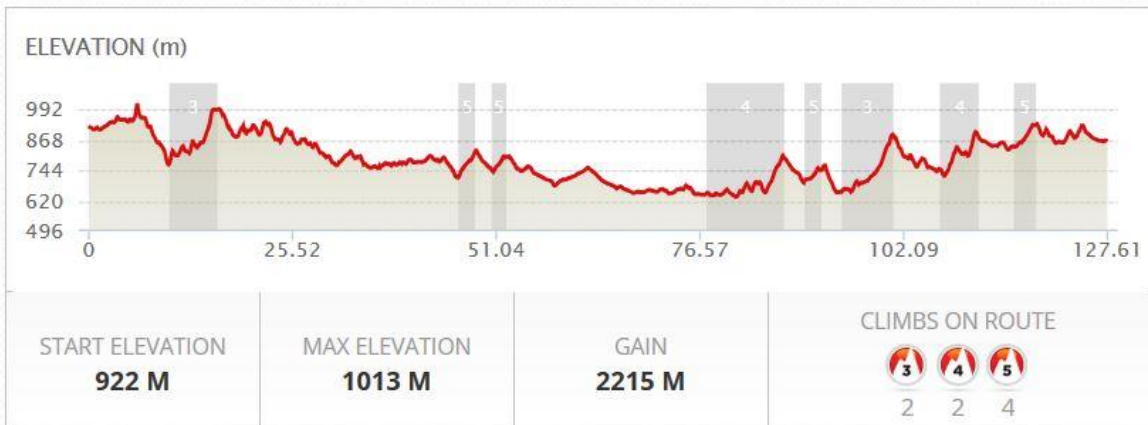 ELEVATION (m)
3 5 5 4 5 3 4 5
992
868
744
620
496
0 25.52 51.04 76.57 102.09 127.61
START ELEVATION
922 M
MAX ELEVATION
1013 M
GAIN
2215 M
CLIMBS ON ROUTE
3 4 5
2 2 4